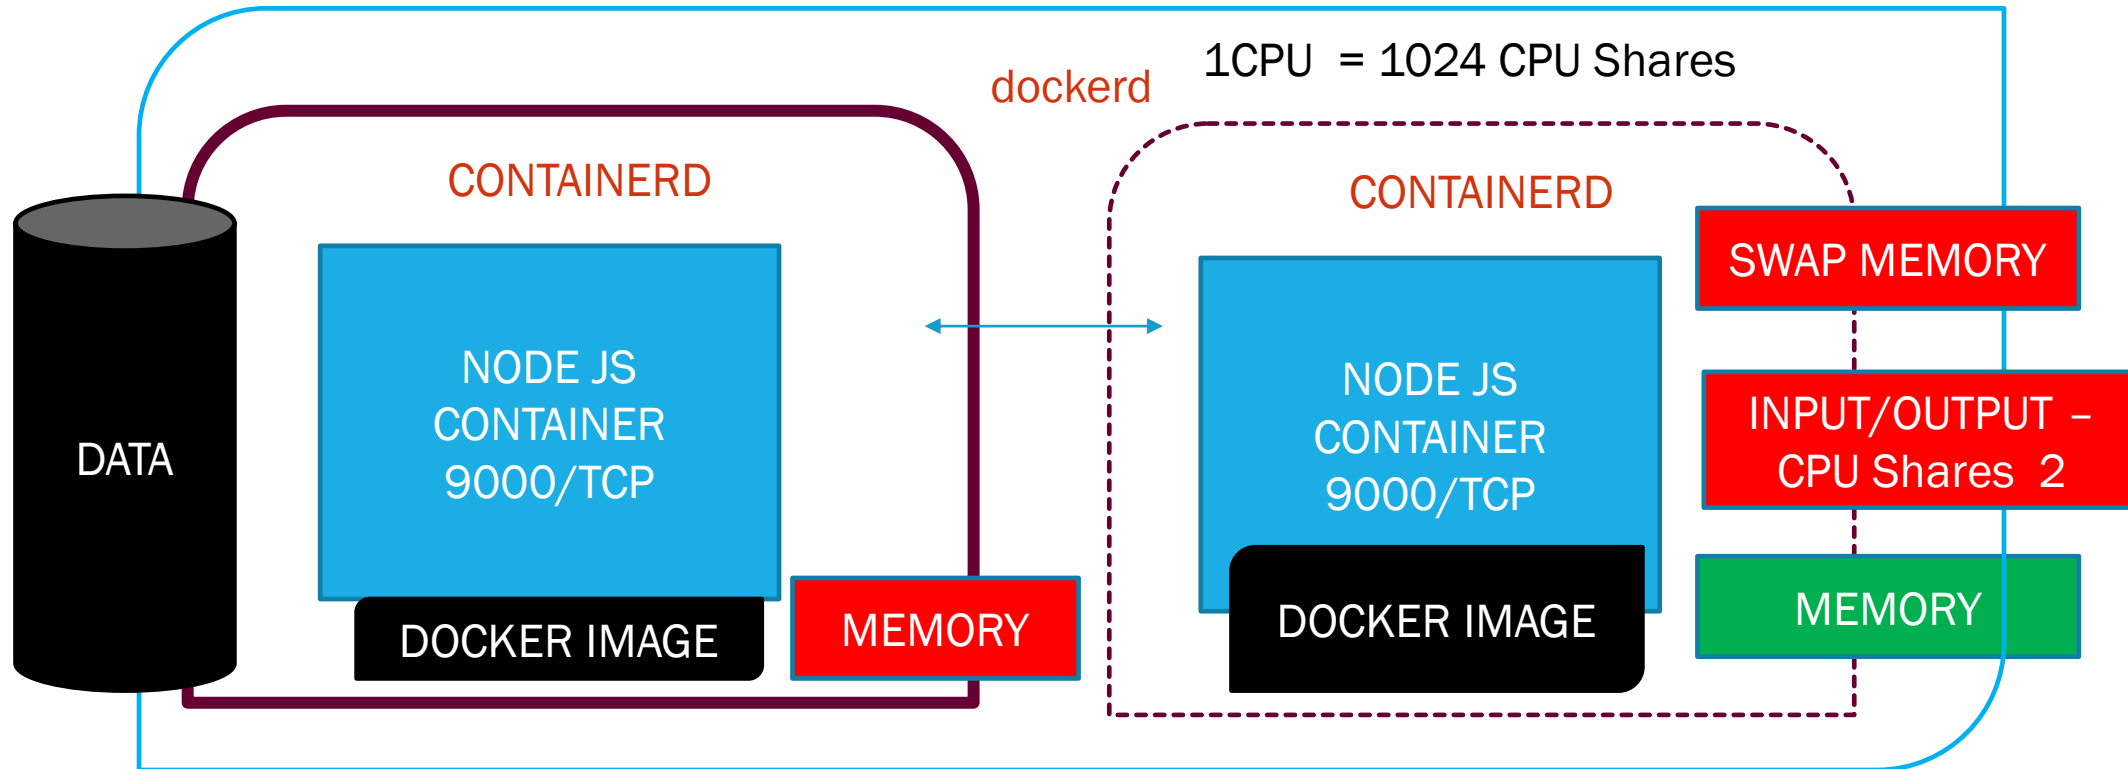 1CPU = 1024 CPU Shares
dockerd
CONTAINERD
CONTAINERD
SWAP MEMORY
NODE JS
CONTAINER
9000/TCP
NODE JS
CONTAINER
9000/TCP
INPUT/OUTPUT –
CPU Shares 2
DATA
DOCKER IMAGE
MEMORY
DOCKER IMAGE
MEMORY